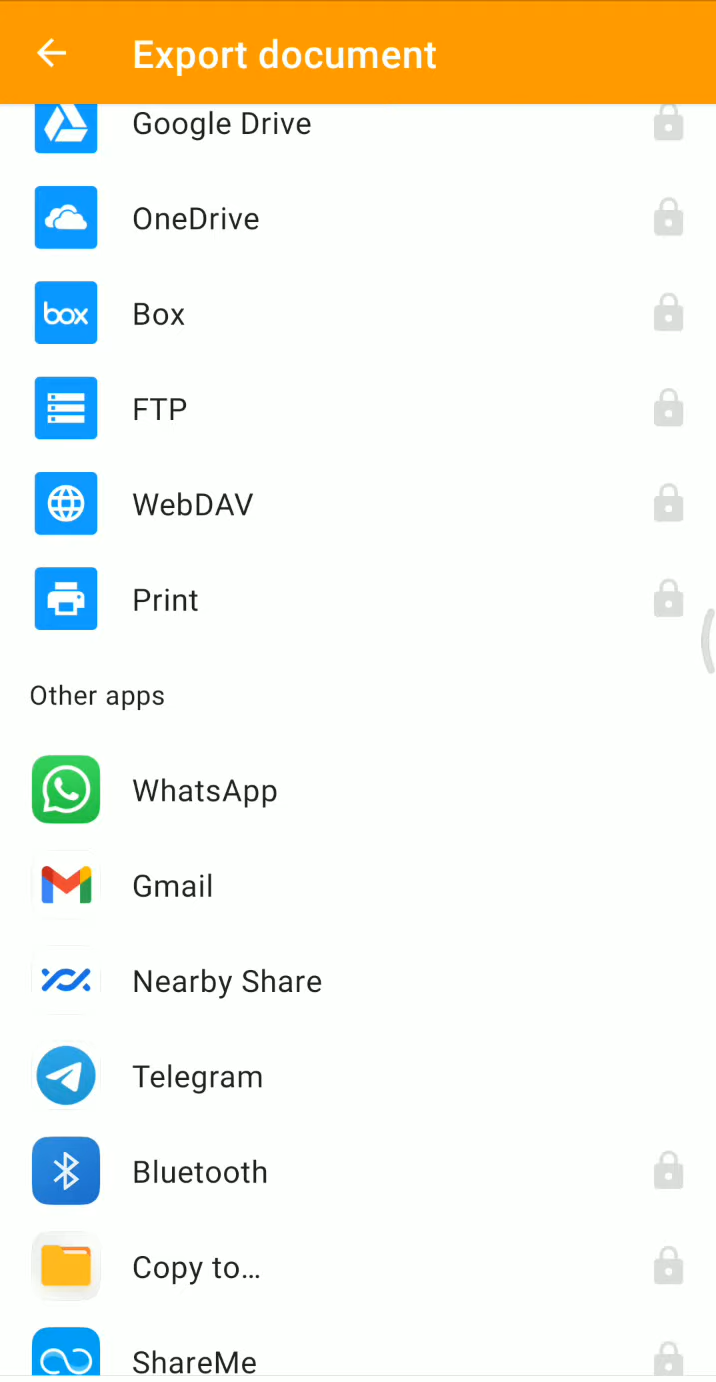 Export document
Google Drive
OneDrive
box Box
FTP
WebDAV
Print
Other apps
WhatsApp
Gmail
Nearby Share
Telegram
Bluetooth
Copy to…
ShareMe